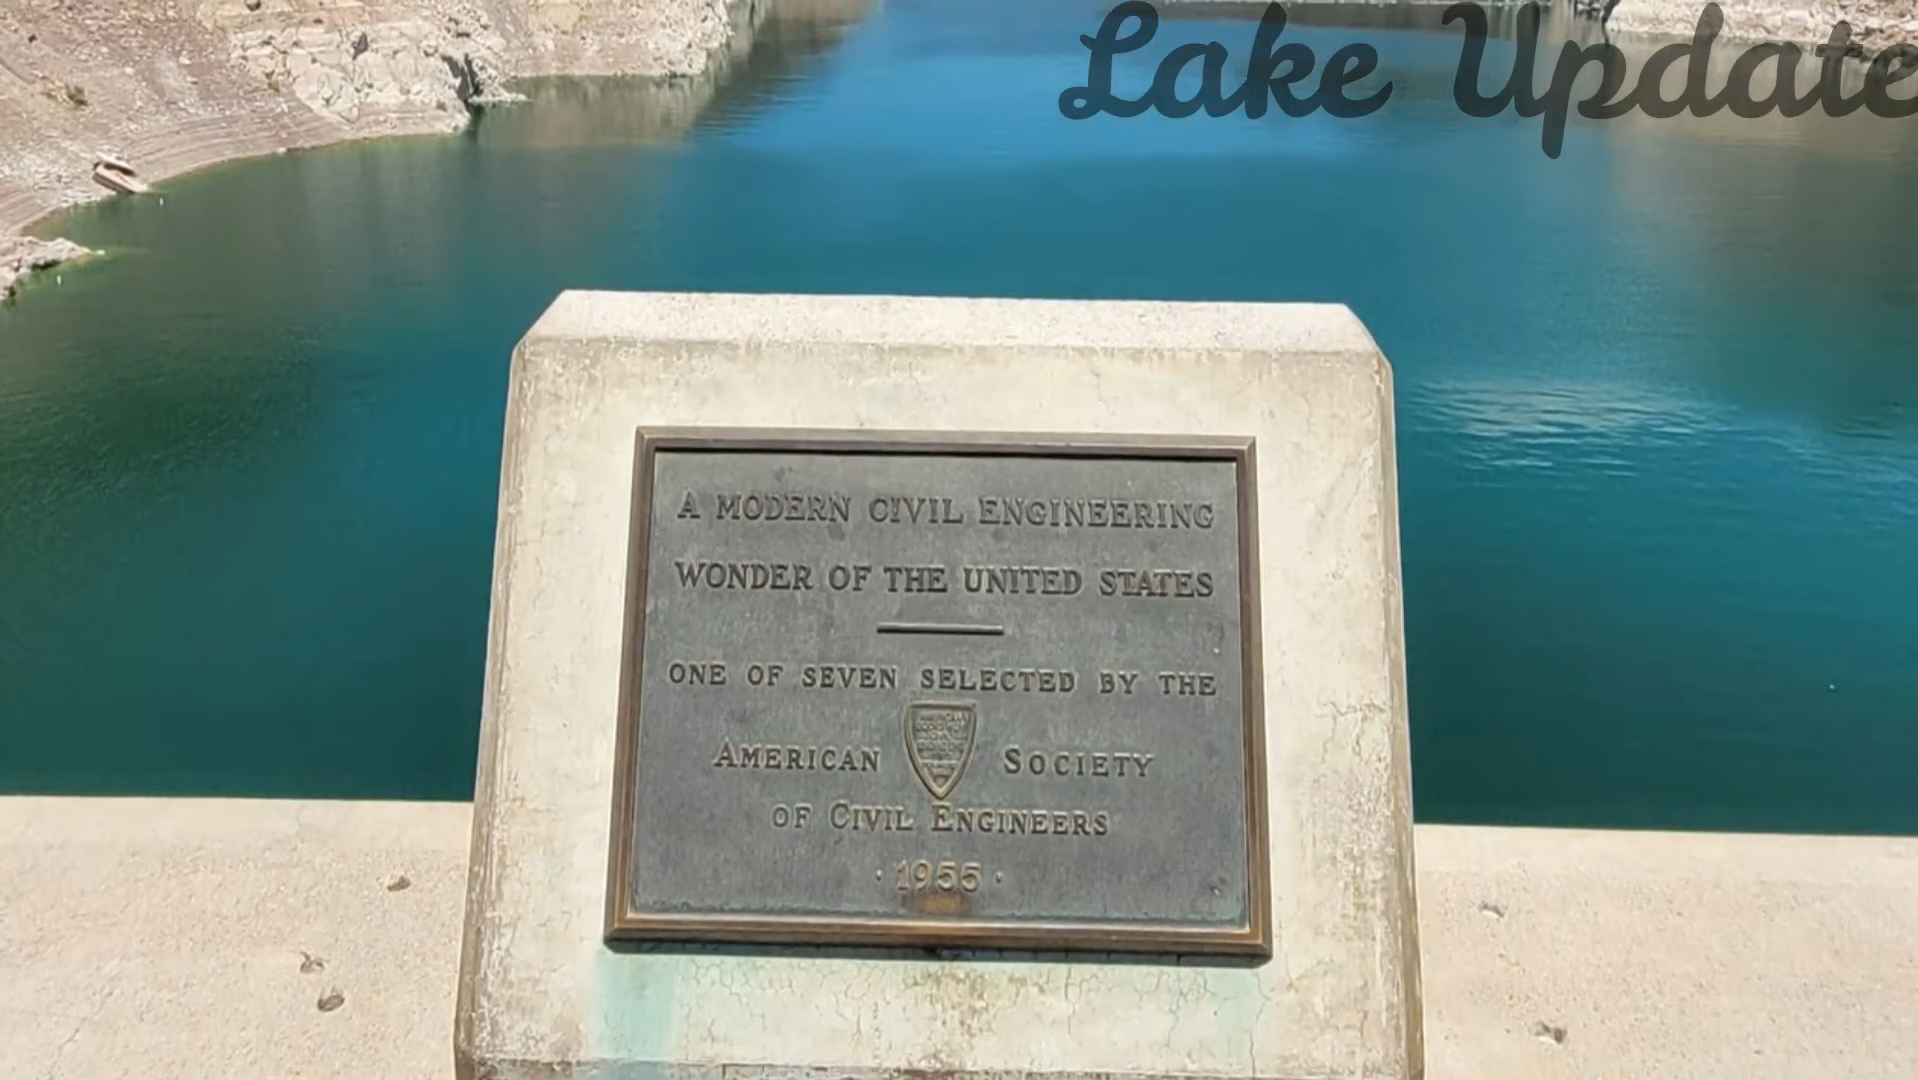 Lake Update
A MODERN CIVIL ENGINEERING
WONDER OF THE UNITED STATES
ONE OF SEVEN SELECTED BY THE
AMERICAN SOCIETY
OF CIVIL ENGINEERS
· 1955 ·